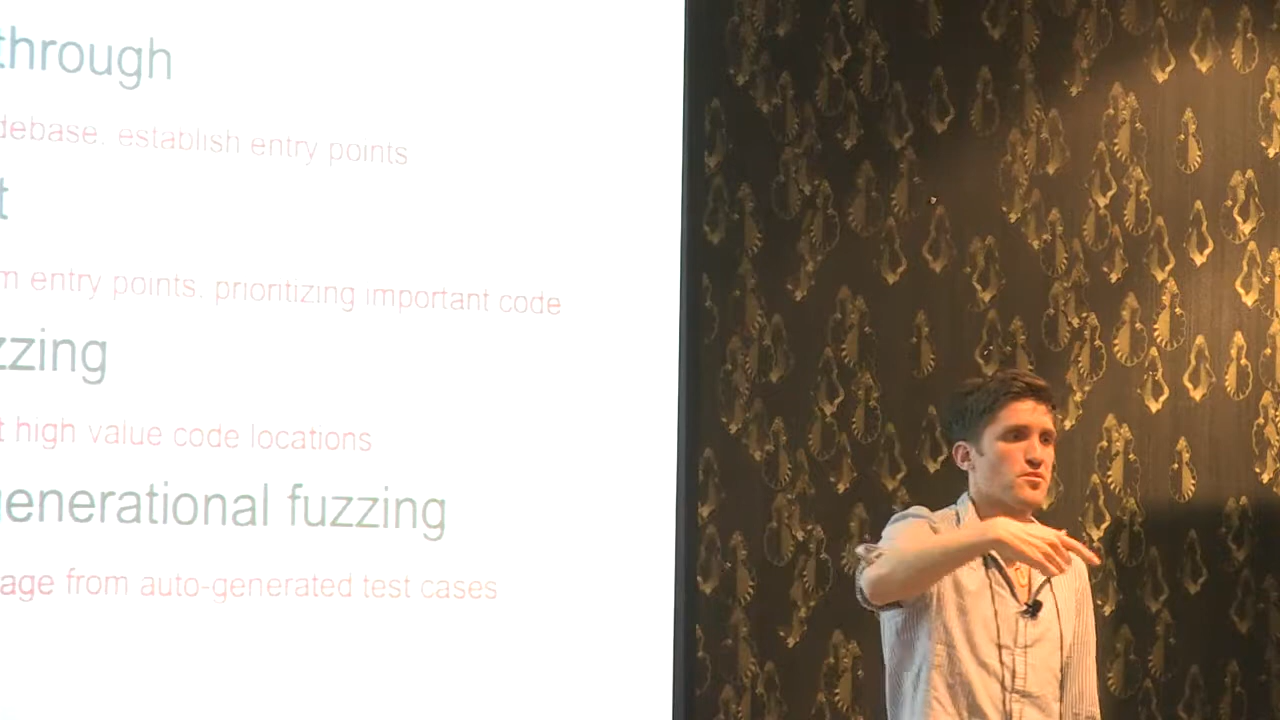 through
debase, establish entry points
t
m entry points, prioritizing important code
zzing
t high value code locations
enerational fuzzing
age from auto-generated test cases